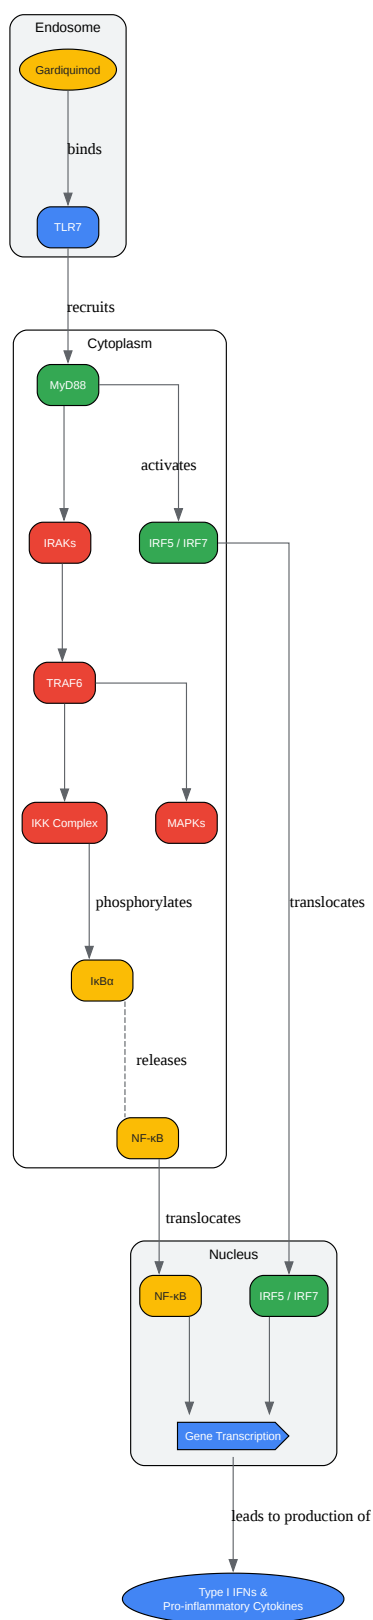 Endosome
Gardiquimod
binds
TLR7
recruits
Cytoplasm
MyD88
activates
IRAKs
IRF5 / IRF7
TRAF6
IKK Complex
MAPKs
phosphorylates
translocates
IκBα
releases
NF-κB
translocates
Nucleus
NF-κB
IRF5 / IRF7
Gene Transcription
leads to production of
Type I IFNs &
Pro-inflammatory Cytokines